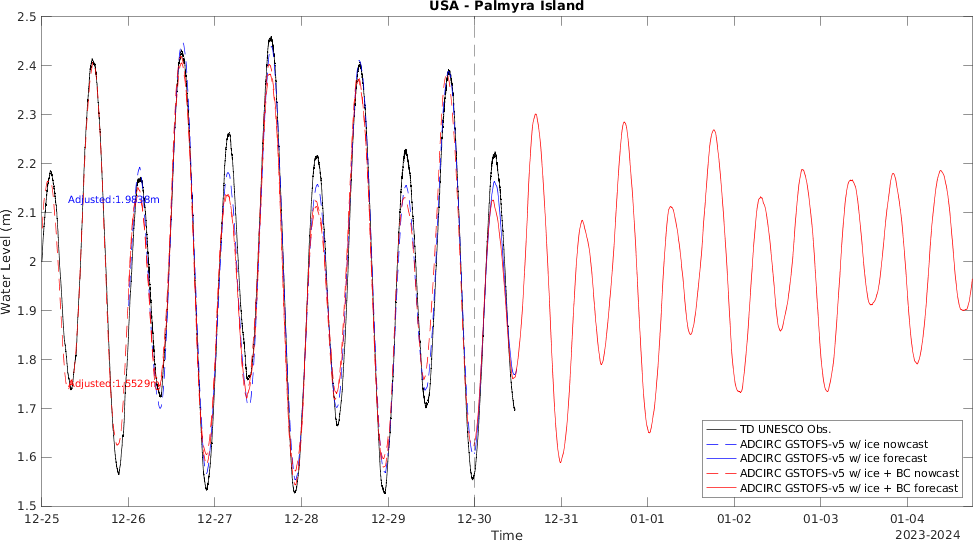 USA - Palmyra Island
2.5
2.4
2.3
2.2
2.1
2
1.9
1.8
1.7
1.6
1.5
Water Level (m)
Adjusted:1.9838m
Adjusted:1.6529m
TD UNESCO Obs.
ADCIRC GSTOFS-v5 w/ ice nowcast
ADCIRC GSTOFS-v5 w/ ice forecast
ADCIRC GSTOFS-v5 w/ ice + BC nowcast
ADCIRC GSTOFS-v5 w/ ice + BC forecast
12-25 12-26 12-27 12-28 12-29 12-30 12-31 01-01 01-02 01-03 01-04
Time
2023-2024